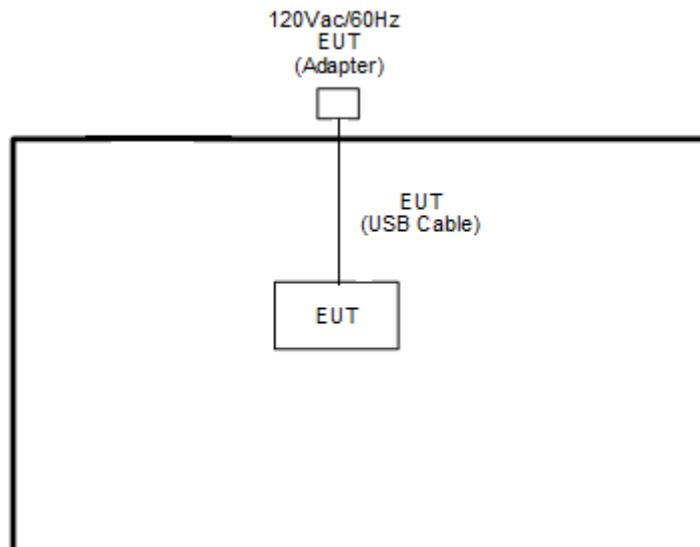 120Vac/60Hz
EUT
(Adapter)
EUT
(USB Cable)
EUT